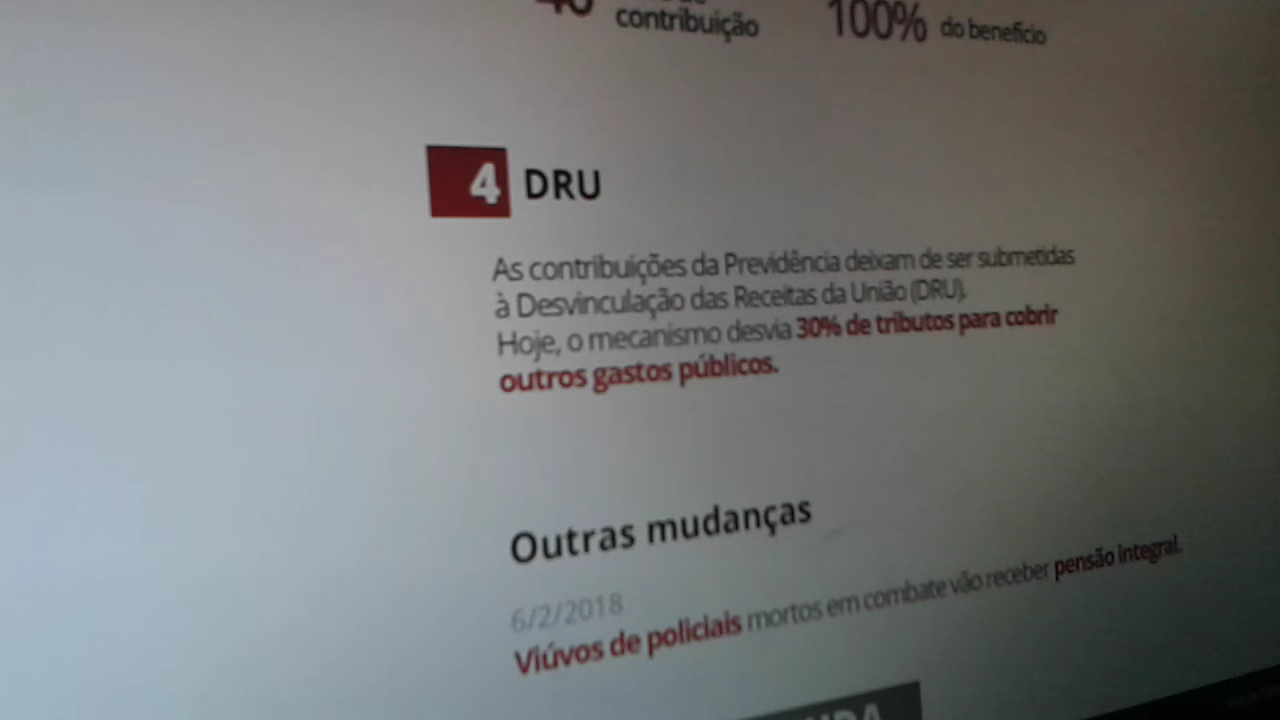 contribuição 100% do benefício
4 DRU
As contribuições da Previdência deixam de ser submetidas
à Desvinculação das Receitas da União (DRU).
Hoje, o mecanismo desvia 30% de tributos para cobrir
outros gastos públicos.
Outras mudanças
6/2/2018
Viúvos de policiais mortos em combate vão receber pensão integral.